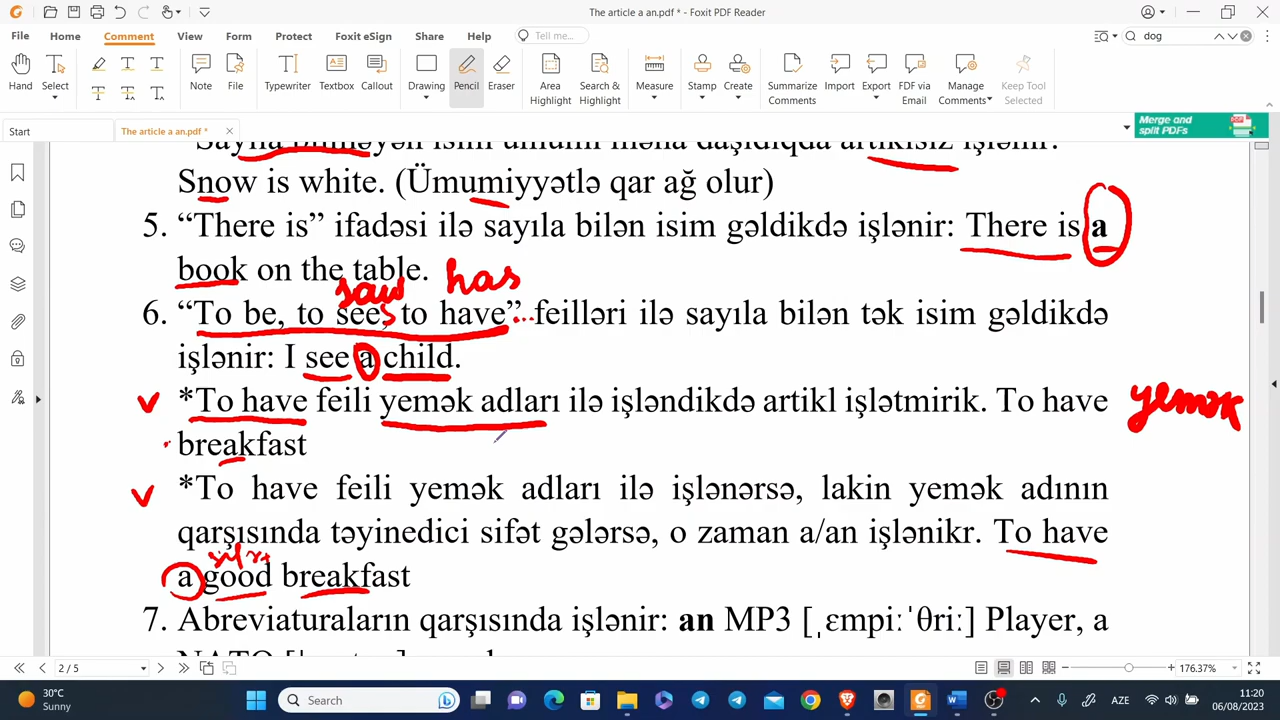 The article a an.pdf * - Foxit PDF Reader
File Home Comment View Form Protect Foxit eSign Share Help Tell me... dog
Hand Select Note File Typewriter Textbox Callout Drawing Pencil Eraser Area Highlight Search & Highlight Measure Stamp Create Summarize Comments Import Export FDF via Email Manage Comments Keep Tool Selected
Start The article a an.pdf * Merge and split PDFs
Snow is white. (Ümumiyyətlə qar ağ olur)
5. “There is” ifadəsi ilə sayıla bilən isim gəldikdə işlənir: There is a
book on the table.
saw has
6. “To be, to see, to have”... feilləri ilə sayıla bilən tək isim gəldikdə
işlənir: I see a child.
v *To have feili yemək adları ilə işləndikdə artikl işlətmirik. To have yemək
breakfast
v *To have feili yemək adları ilə işlənərsə, lakin yemək adının
qarşısında təyinedici sifət gələrsə, o zaman a/an işlənikr. To have
sifət
a good breakfast
7. Abreviaturaların qarşısında işlənir: an MP3 [ˌɛmpiːˈθriː] Player, a
2 / 5 176.37%
30°C
Sunny
Search
AZE
11:20
06/08/2023